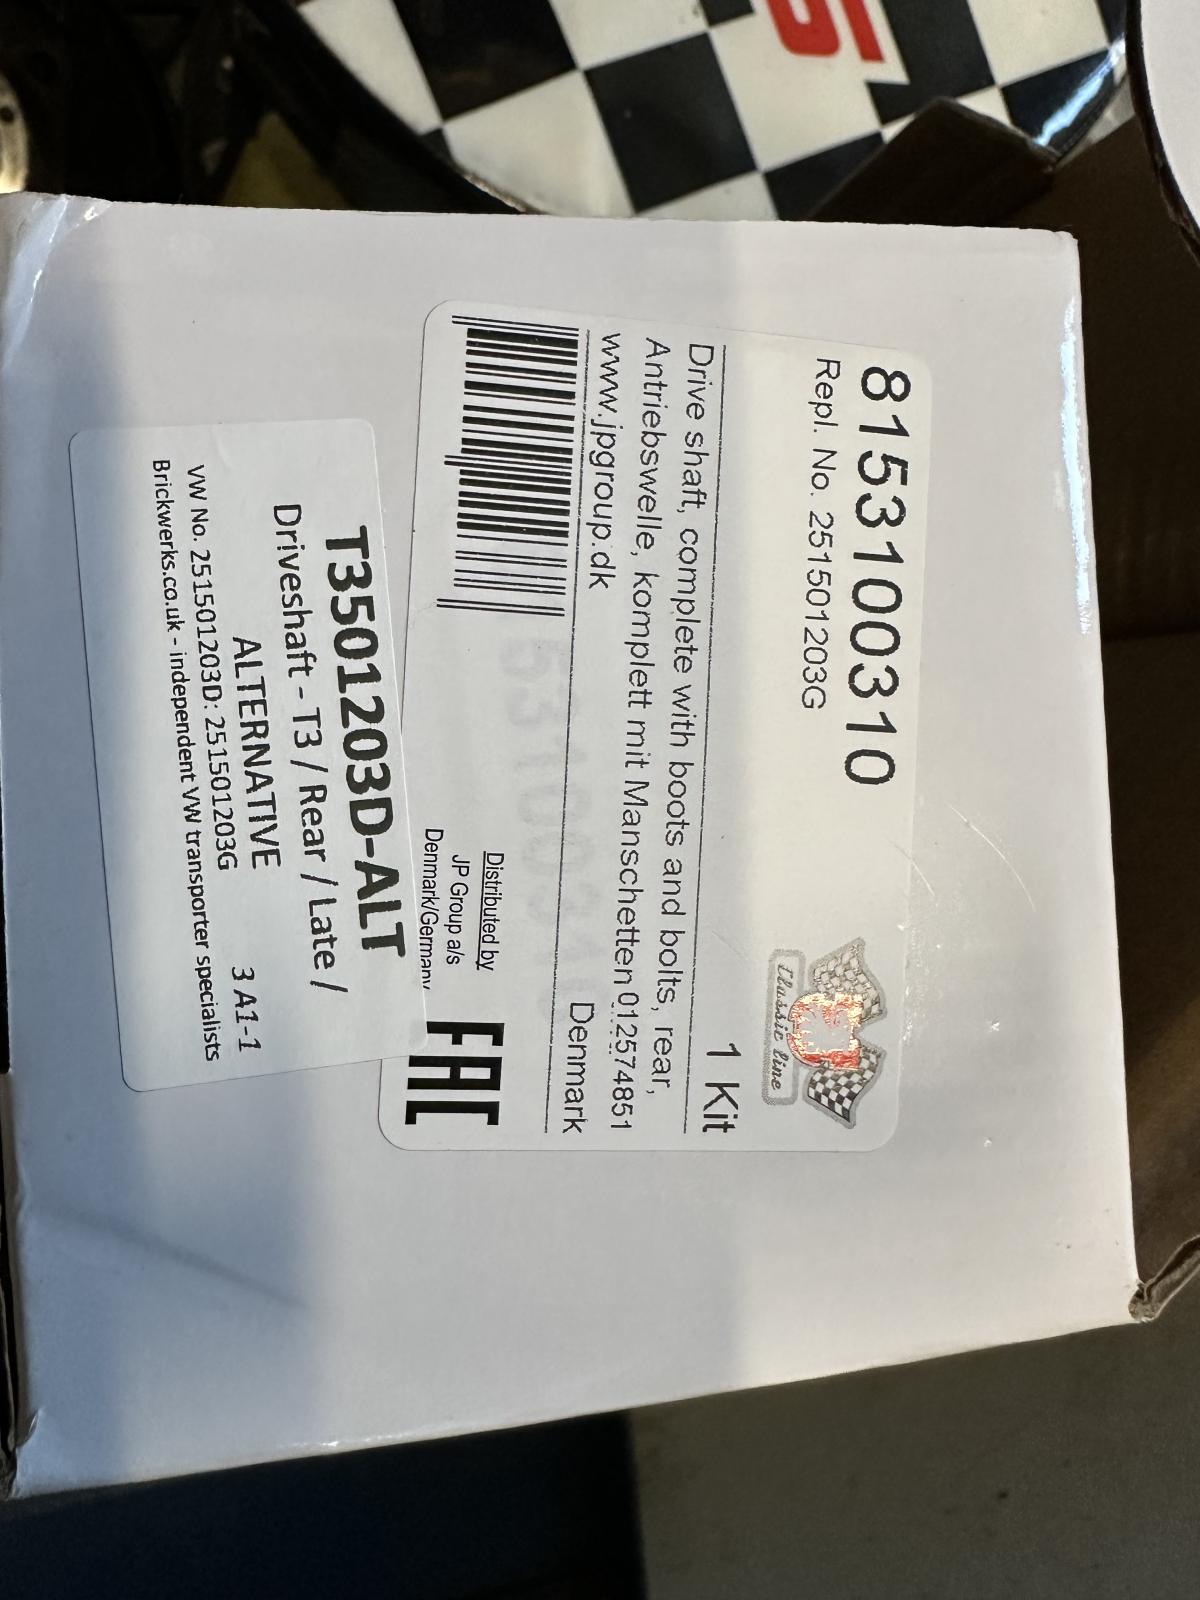 8153100310
Repl. No. 251501203G
Classic line
1 Kit
Drive shaft, complete with boots and bolts, rear,
Antriebswelle, komplett mit Manschetten 012574851
www.jpgroup.dk
Denmark
Distributed by
JP Group a/s
Denmark/Germany
EAC
T3501203D-ALT
Driveshaft - T3 / Rear / Late /
ALTERNATIVE
3 A1-1
VW No. 251501203D: 251501203G
Brickwerks.co.uk - independent VW transporter specialists